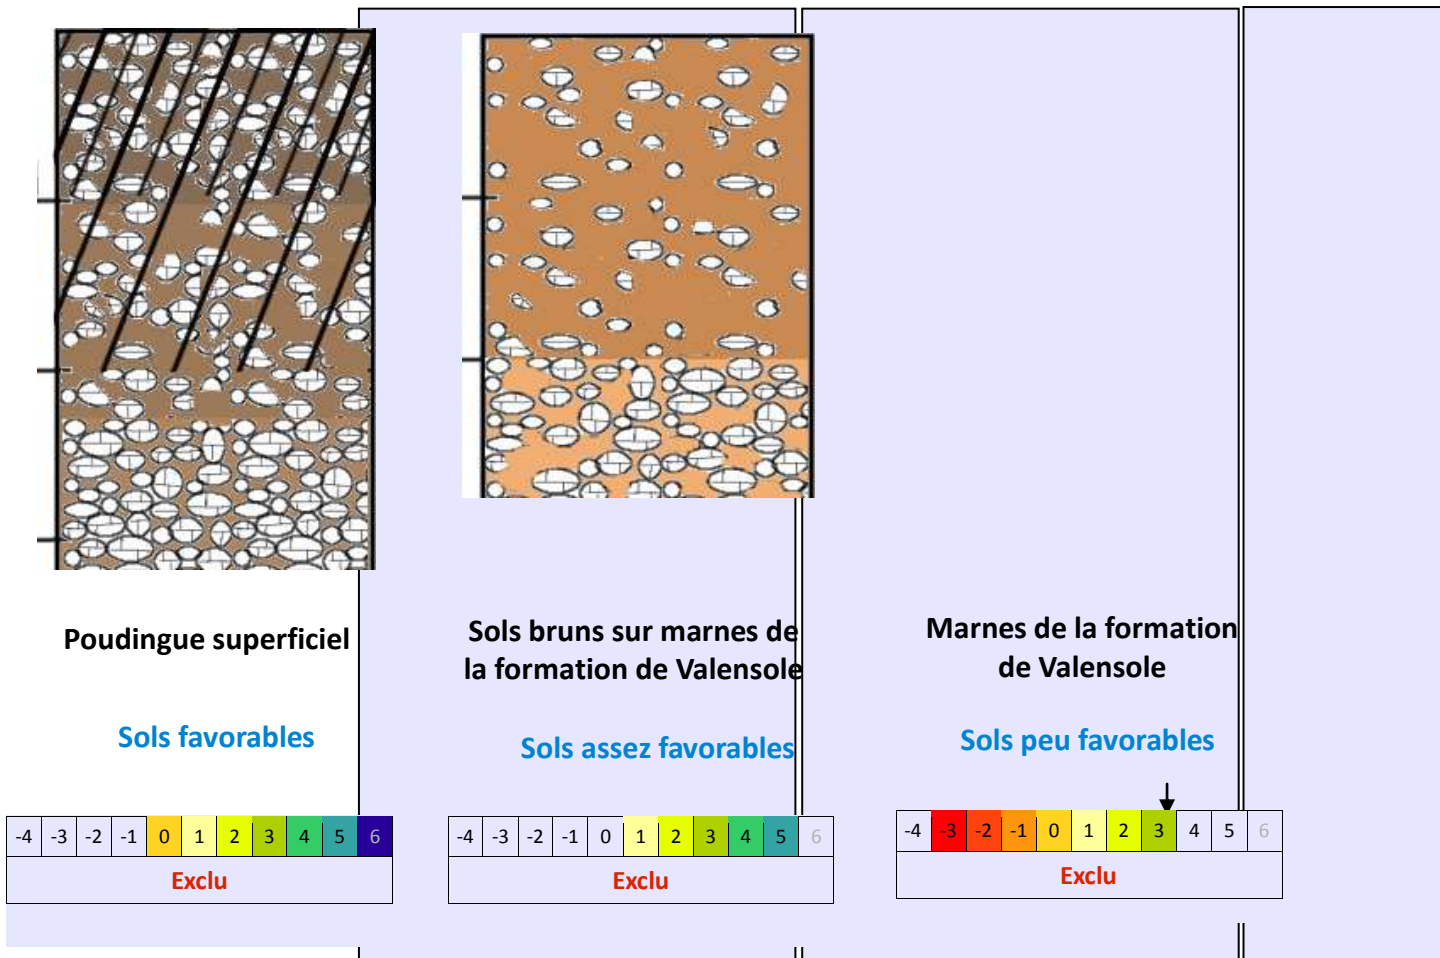 Poudingue superficiel
Sols favorables
-4 -3 -2 -1 0 1 2 3 4 5 6
Exclu
Sols bruns sur marnes de
la formation de Valensole
Sols assez favorables
-4 -3 -2 -1 0 1 2 3 4 5 6
Exclu
Marnes de la formation
de Valensole
Sols peu favorables
-4 -3 -2 -1 0 1 2 3 4 5 6
Exclu